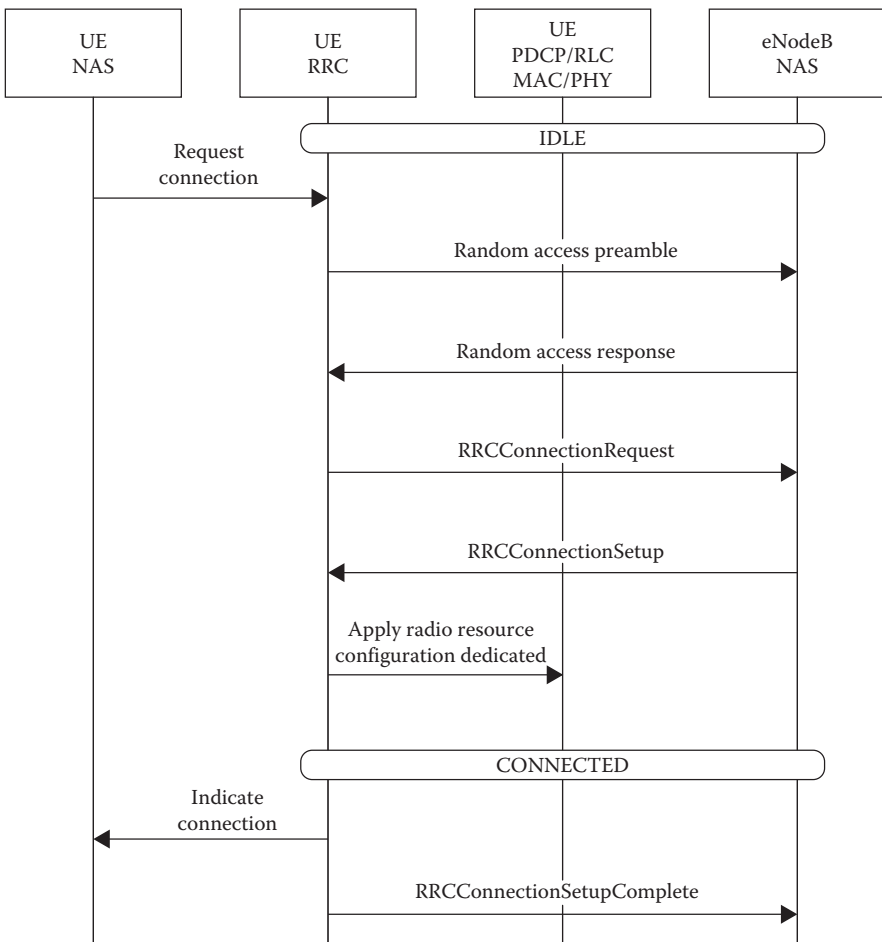 UE
NAS
UE
RRC
UE
PDCP/RLC
MAC/PHY
eNodeB
NAS
IDLE
Request
connection
Random access preamble
Random access response
RRCConnectionRequest
RRCConnectionSetup
Apply radio resource
configuration dedicated
CONNECTED
Indicate
connection
RRCConnectionSetupComplete